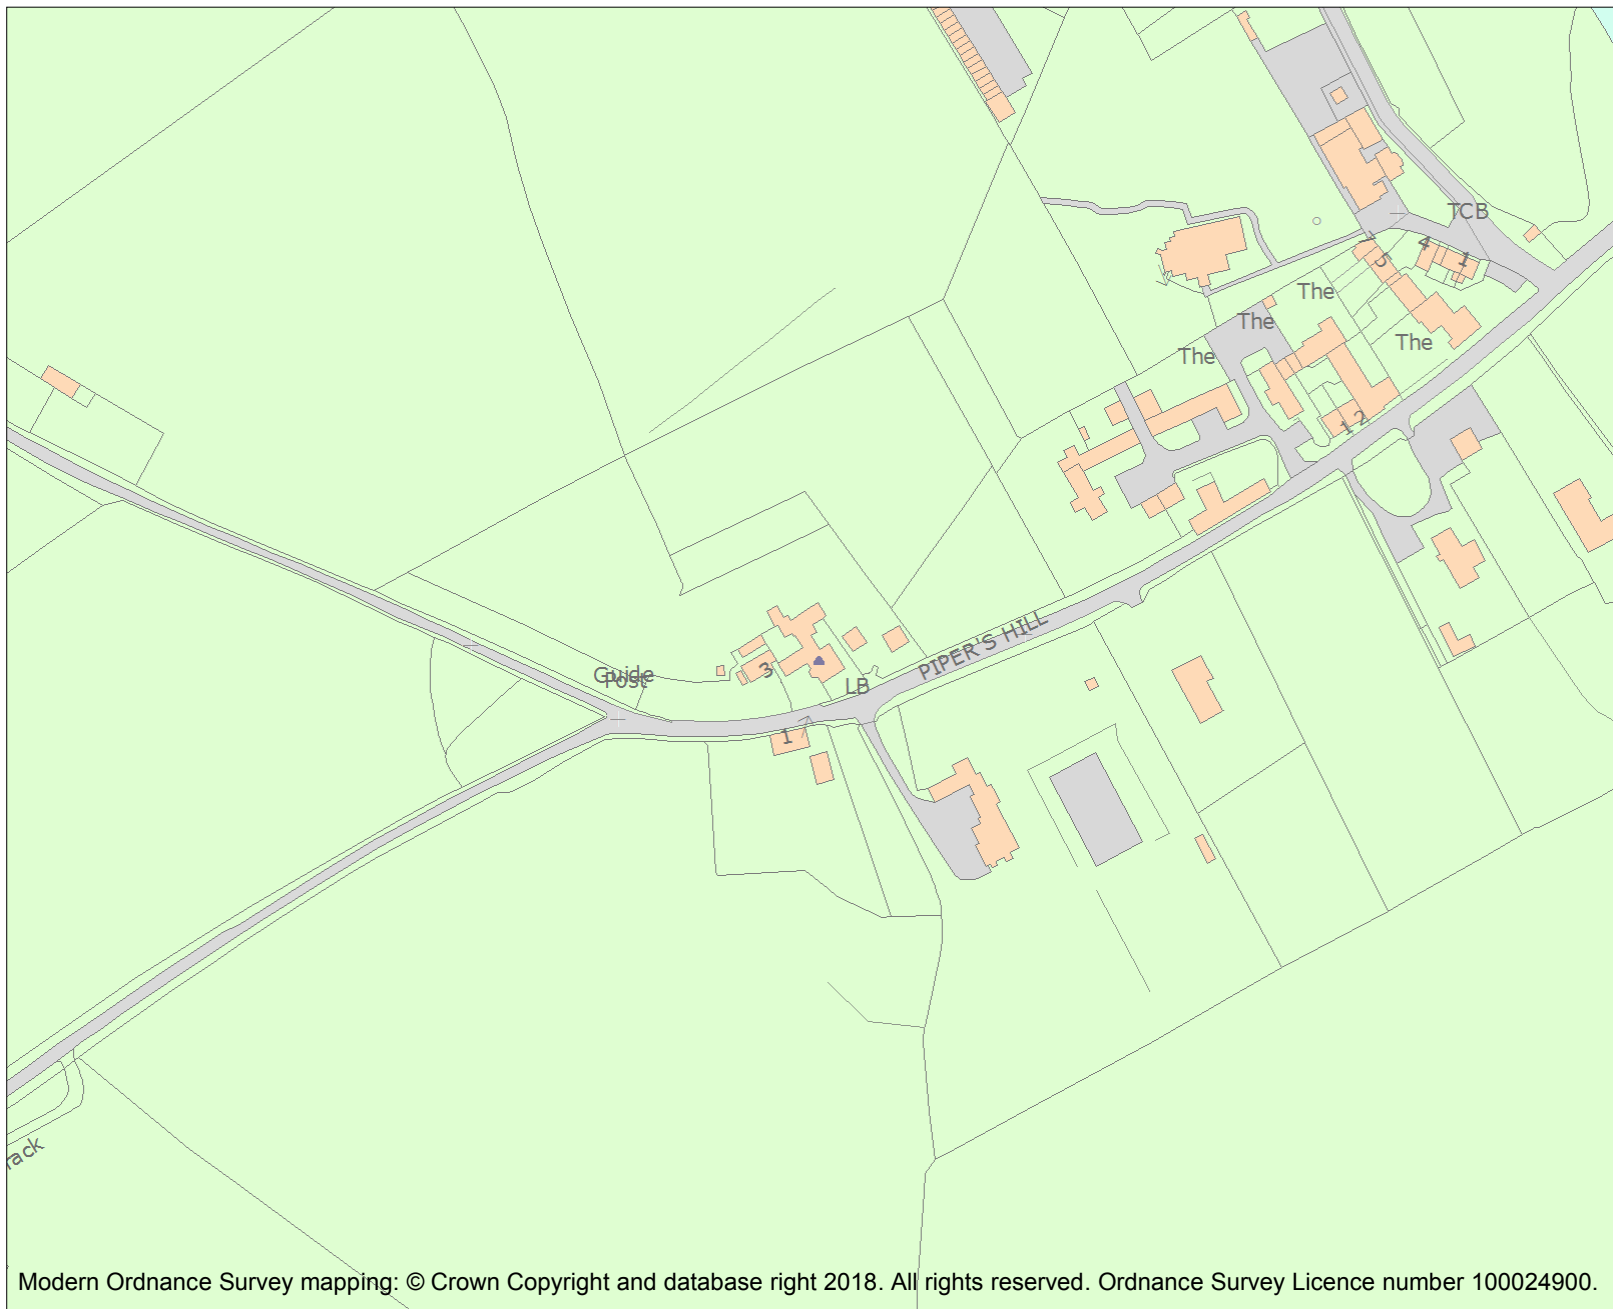 TCB
7
5
4
1
The
The
The
The
1 2
PIPER'S HILL
Guide
Post
3
LB
1
rack
Modern Ordnance Survey mapping: © Crown Copyright and database right 2018. All rights reserved. Ordnance Survey Licence number 100024900.